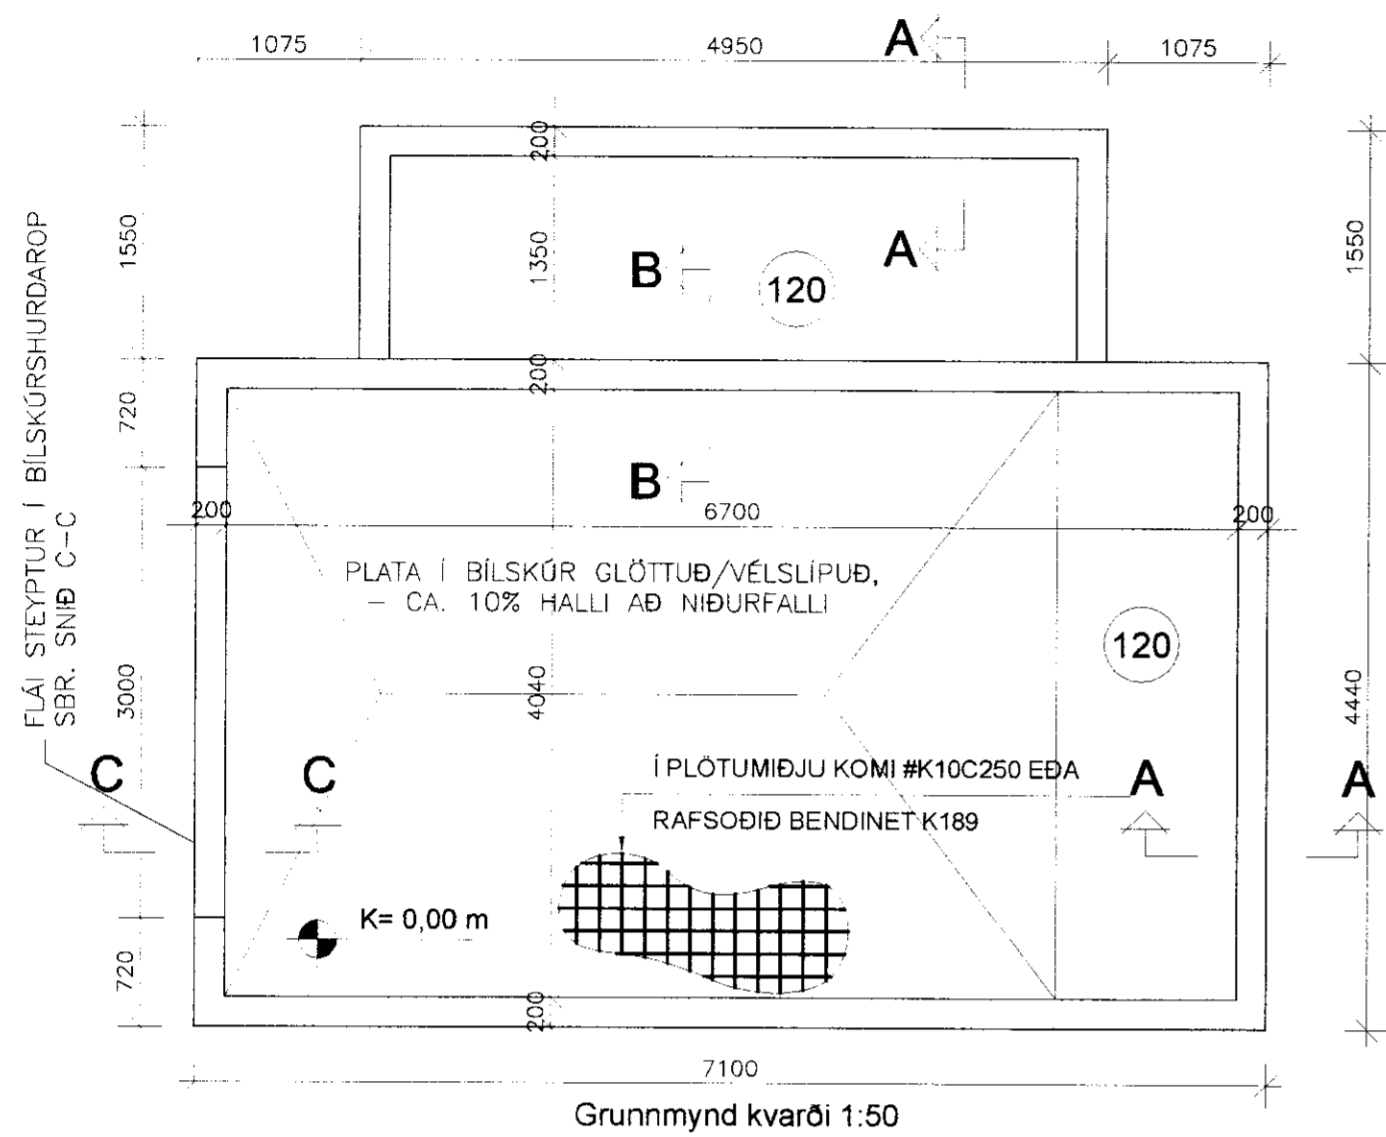 1075
4950
A
1075
200
1550
1350
B
A
120
1550
FLÁI STEYPTUR Í BÍLSKÚRSHURDAROP
SBR. SNIÐ C-C
720
200
B
200
6700
200
PLATA Í BÍLSKÚR GLÖTTUÐ/VÉLSLÍPUÐ,
- CA. 10% HALLI AÐ NIÐURFALLI
120
3000
4040
4440
C
C
Í PLÖTUMIÐJU KOMI #K10C250 EÐA
RAFSOÐIÐ BENDINET K189
A
A
K= 0,00 m
720
200
7100
Grunnmynd kvarði 1:50